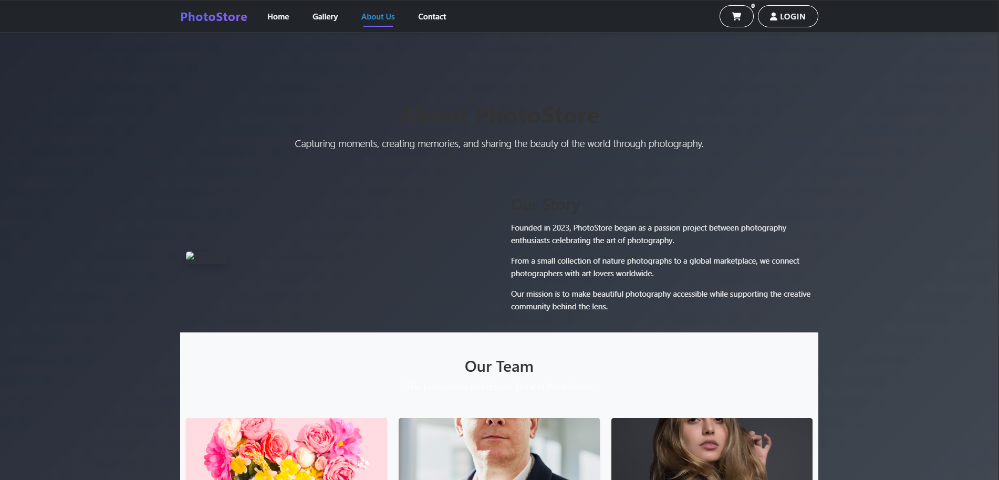 PhotoStore
Home
Gallery
About Us
Contact
0
LOGIN
About PhotoStore
Capturing moments, creating memories, and sharing the beauty of the world through photography.
Our Story
Founded in 2023, PhotoStore began as a passion project between photography
enthusiasts celebrating the art of photography.
From a small collection of nature photographs to a global marketplace, we connect
photographers with art lovers worldwide.
Our mission is to make beautiful photography accessible while supporting the creative
community behind the lens.
Our Team
The passionate individuals behind PhotoStore